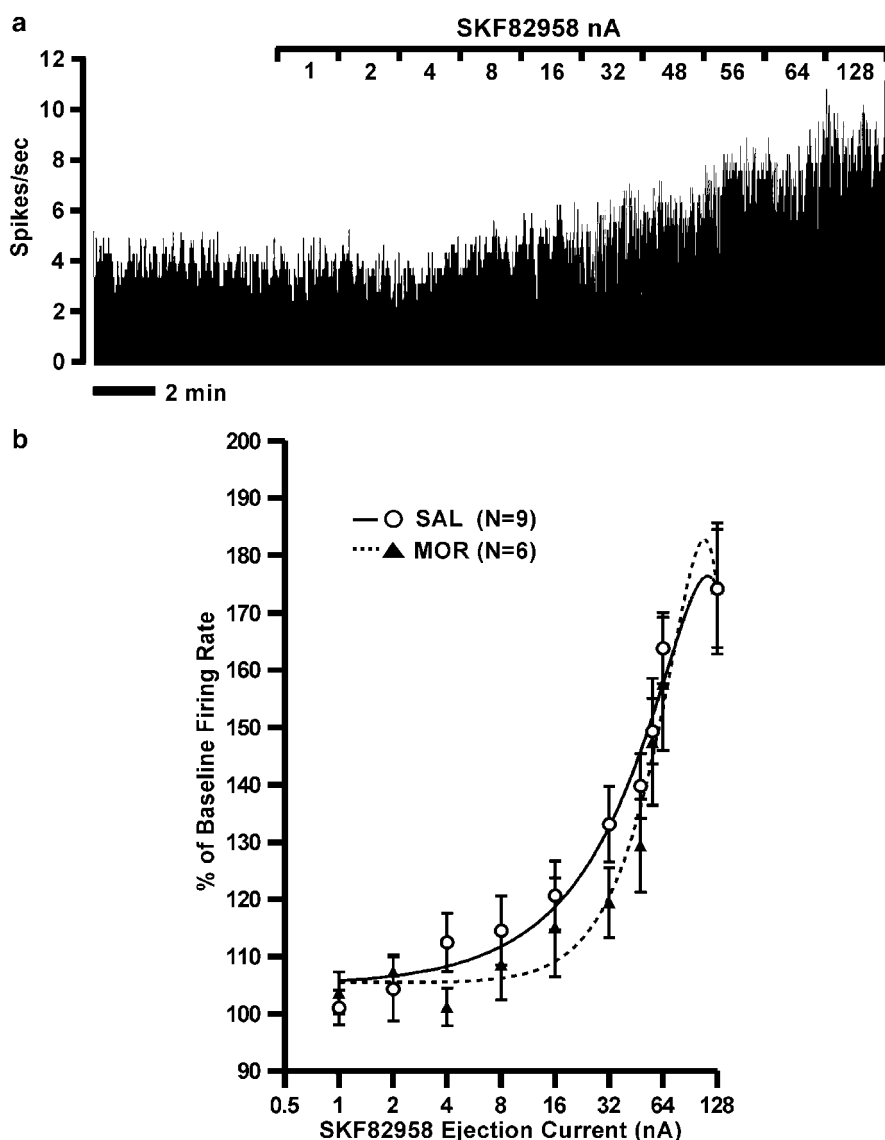 a
SKF82958 nA
1 2 4 8 16 32 48 56 64 128
12
10
8
6
4
2
0
Spikes/sec
2 min
b
200
190
180
170
160
150
140
130
120
110
100
90
% of Baseline Firing Rate
SAL (N=9)
MOR (N=6)
0.5 1 2 4 8 16 32 64 128
SKF82958 Ejection Current (nA)